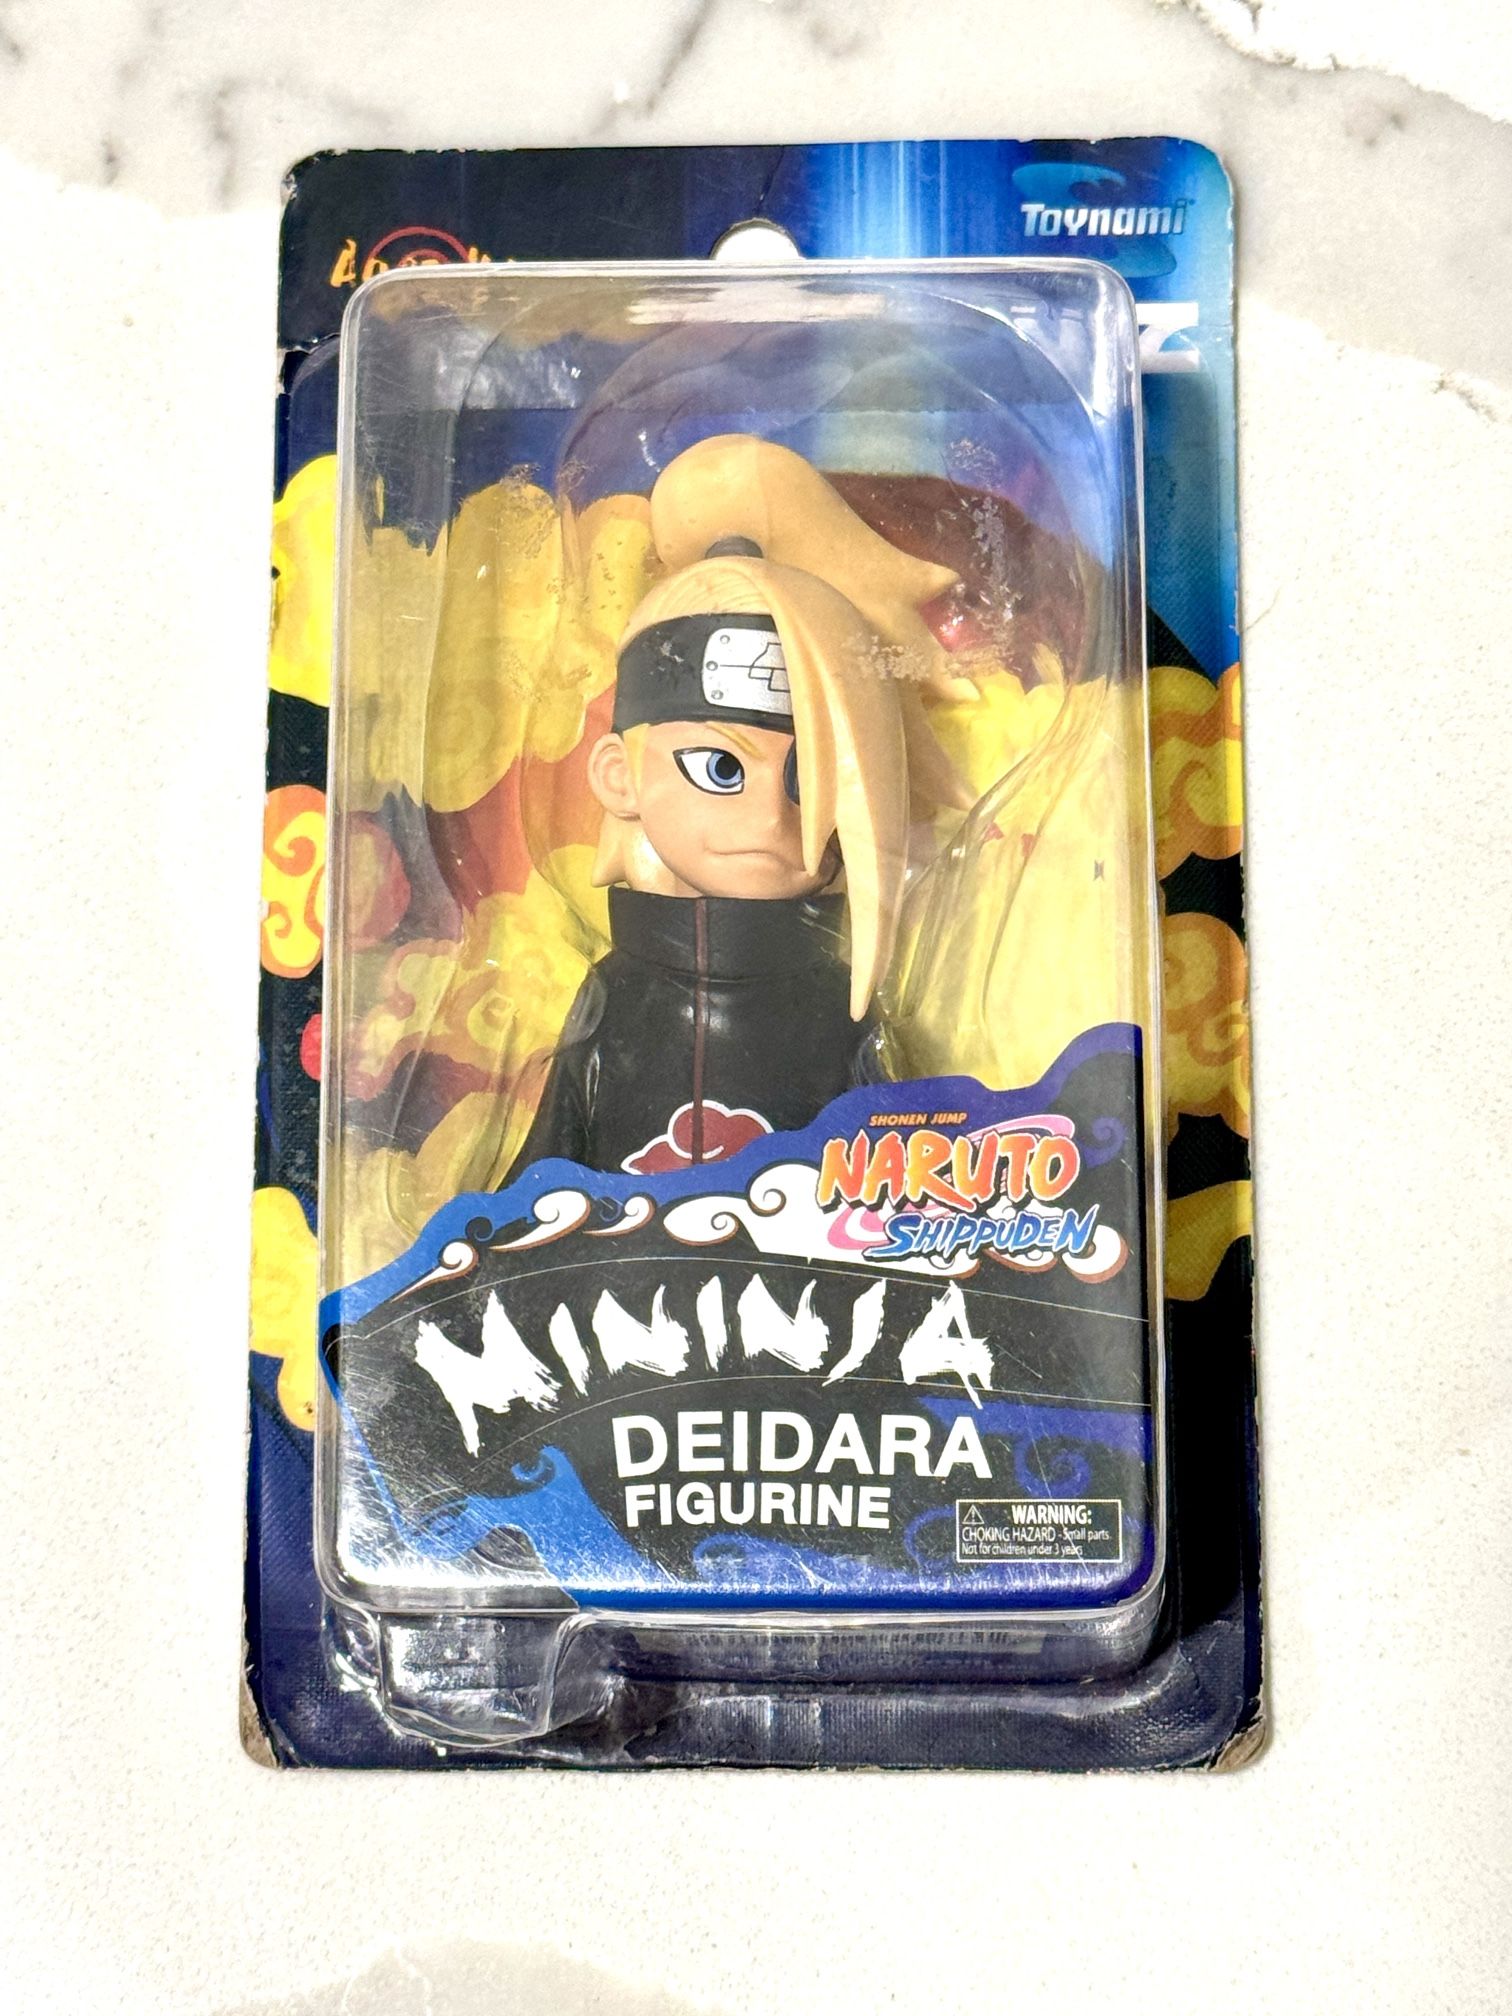 Toynami
SHONEN JUMP
NARUTO
SHIPPUDEN
MININJA
DEIDARA
FIGURINE
WARNING:
CHOKING HAZARD - Small parts.
Not for children under 3 years